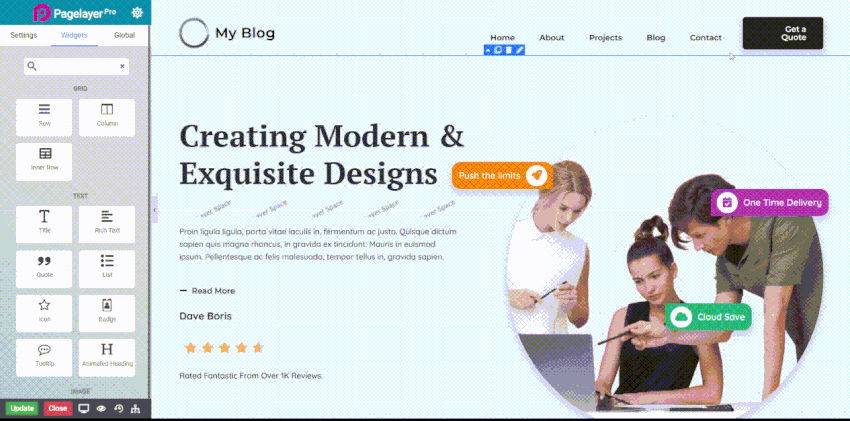 Pagelayer Pro
Settings Widgets Global
GRID
Row Column
Inner Row
TEXT
Title Rich Text
Quote List
Icon Badge
Tooltip Animated Heading
IMAGE
Update Close
My Blog
Home About Projects Blog Contact
Get a
Quote
Creating Modern &
Exquisite Designs
Push the limits
One Time Delivery
Cloud Save
Proin ligula ligula, porta vitae iaculis in, fermentum ac justo. Quisque dictum
sapien quis magna rhoncus, in gravida ex tincidunt. Mauris in euismod
ipsum. Pellentesque ac felis malesuada, tempor tellus in, gravida sapien.
Read More
Dave Boris
Rated Fantastic From Over 1K Reviews.